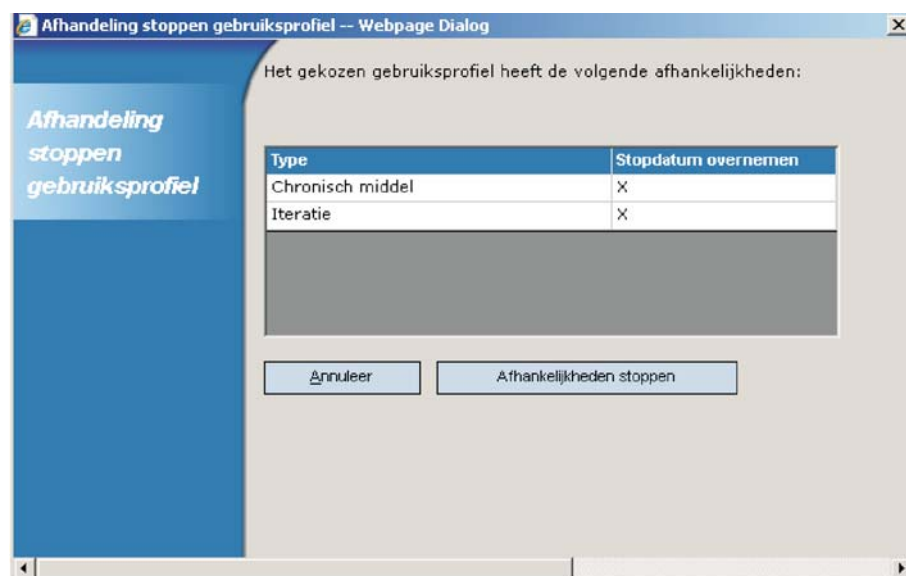 Afhandeling stoppen gebruiksprofiel -- Webpage Dialog
Het gekozen gebruiksprofiel heeft de volgende afhankelijkheden:
Afhandeling
stoppen
gebruiksprofiel
Type Stopdatum overnemen
Chronisch middel X
Iteratie X
Annuleer Afhankelijkheden stoppen